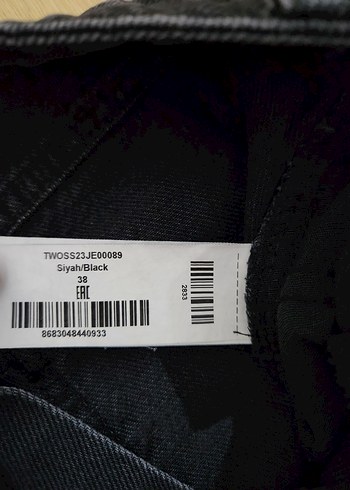 TWOSS23JE00089
Siyah/Black
38
EAC
8683048440933
2833